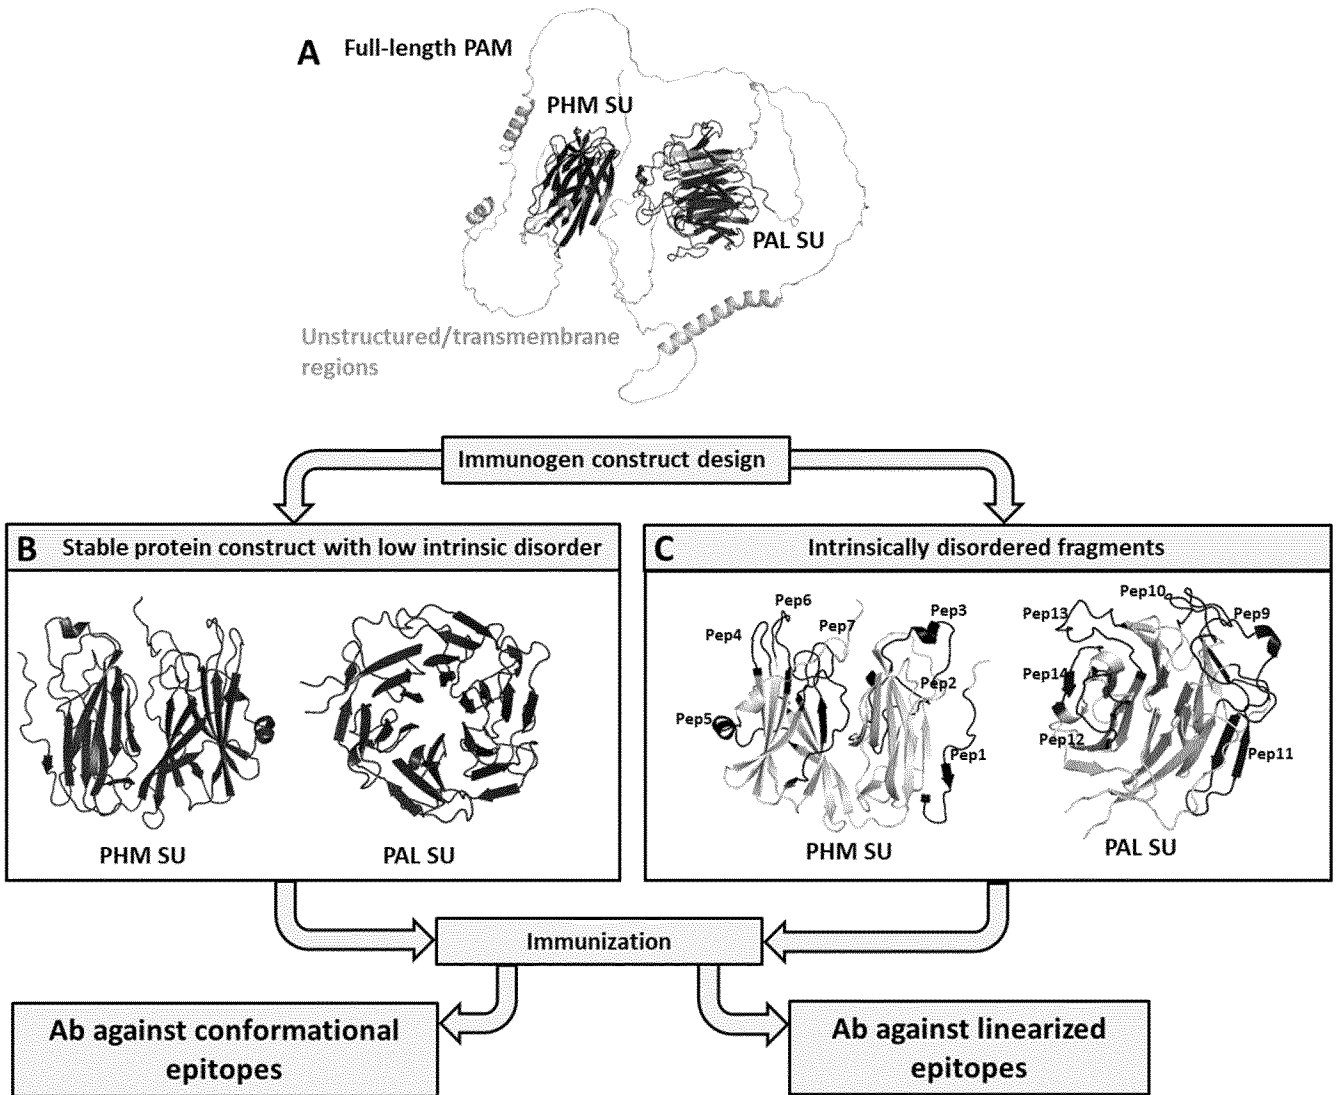 A Full-length PAM
PHM SU
PAL SU
Unstructured/transmembrane
regions
Immunogen construct design
B Stable protein construct with low intrinsic disorder
PHM SU
PAL SU
C Intrinsically disordered fragments
Pep10
Pep6
Pep3
Pep13
Pep9
Pep4
Pep7
Pep14
Pep2
Pep5
Pep12
Pep1
Pep11
PHM SU
PAL SU
Immunization
Ab against conformational
epitopes
Ab against linearized
epitopes